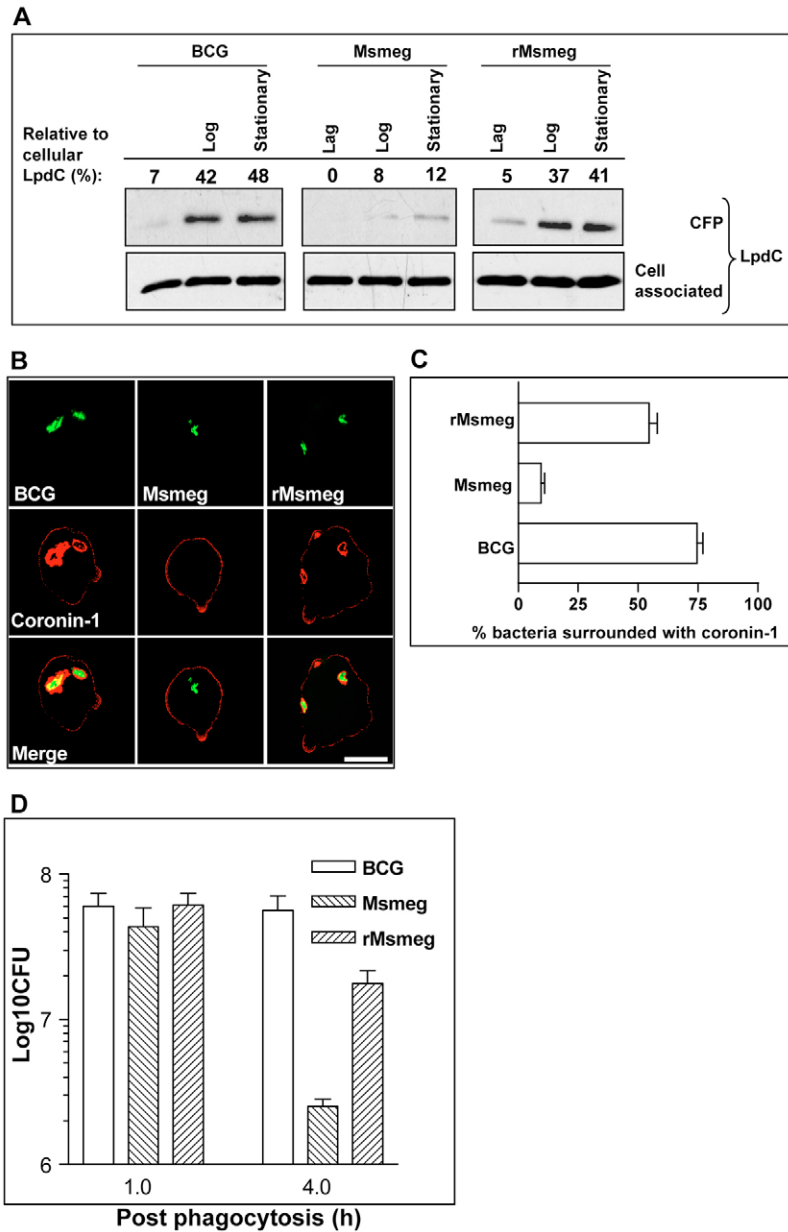 A
BCG
Msmeg
rMsmeg
Relative to
cellular
LpdC (%):
Log
Stationary
Lag
Log
Stationary
Lag
Log
Stationary
7 42 48
0 8 12
5 37 41
CFP
LpdC
Cell
associated
B
BCG
Msmeg
rMsmeg
Coronin-1
Merge
C
rMsmeg
Msmeg
BCG
0 25 50 75 100
% bacteria surrounded with coronin-1
D
BCG
Msmeg
rMsmeg
8
7
6
Log10CFU
1.0 4.0
Post phagocytosis (h)